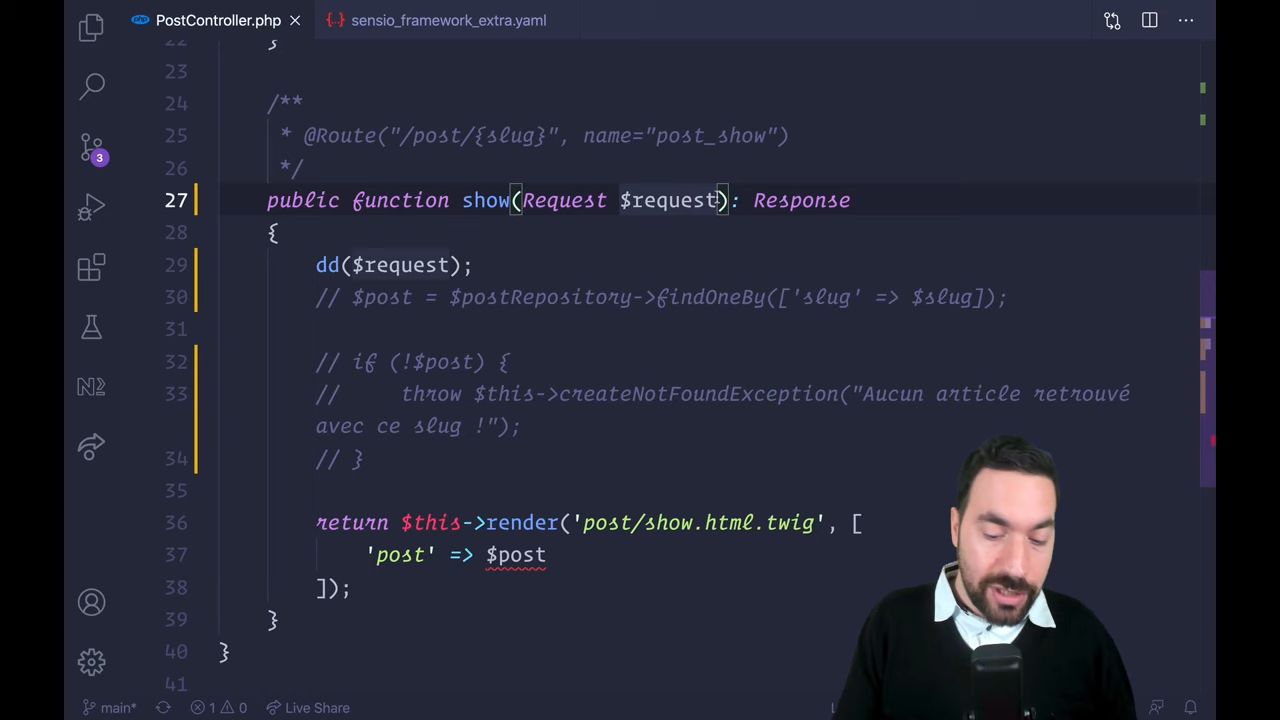 PostController.php
sensio_framework_extra.yaml
22 }
23
24 /**
25 * @Route("/post/{slug}", name="post_show")
26 */
27 public function show(Request $request): Response
28 {
29 dd($request);
30 // $post = $postRepository->findOneBy(['slug' => $slug]);
31
32 // if (!$post) {
33 //     throw $this->createNotFoundException("Aucun article retrouvé
avec ce slug !");
34 // }
35
36 return $this->render('post/show.html.twig', [
37 'post' => $post
38 ]);
39 }
40 }
41
3
main*
1 0
Live Share